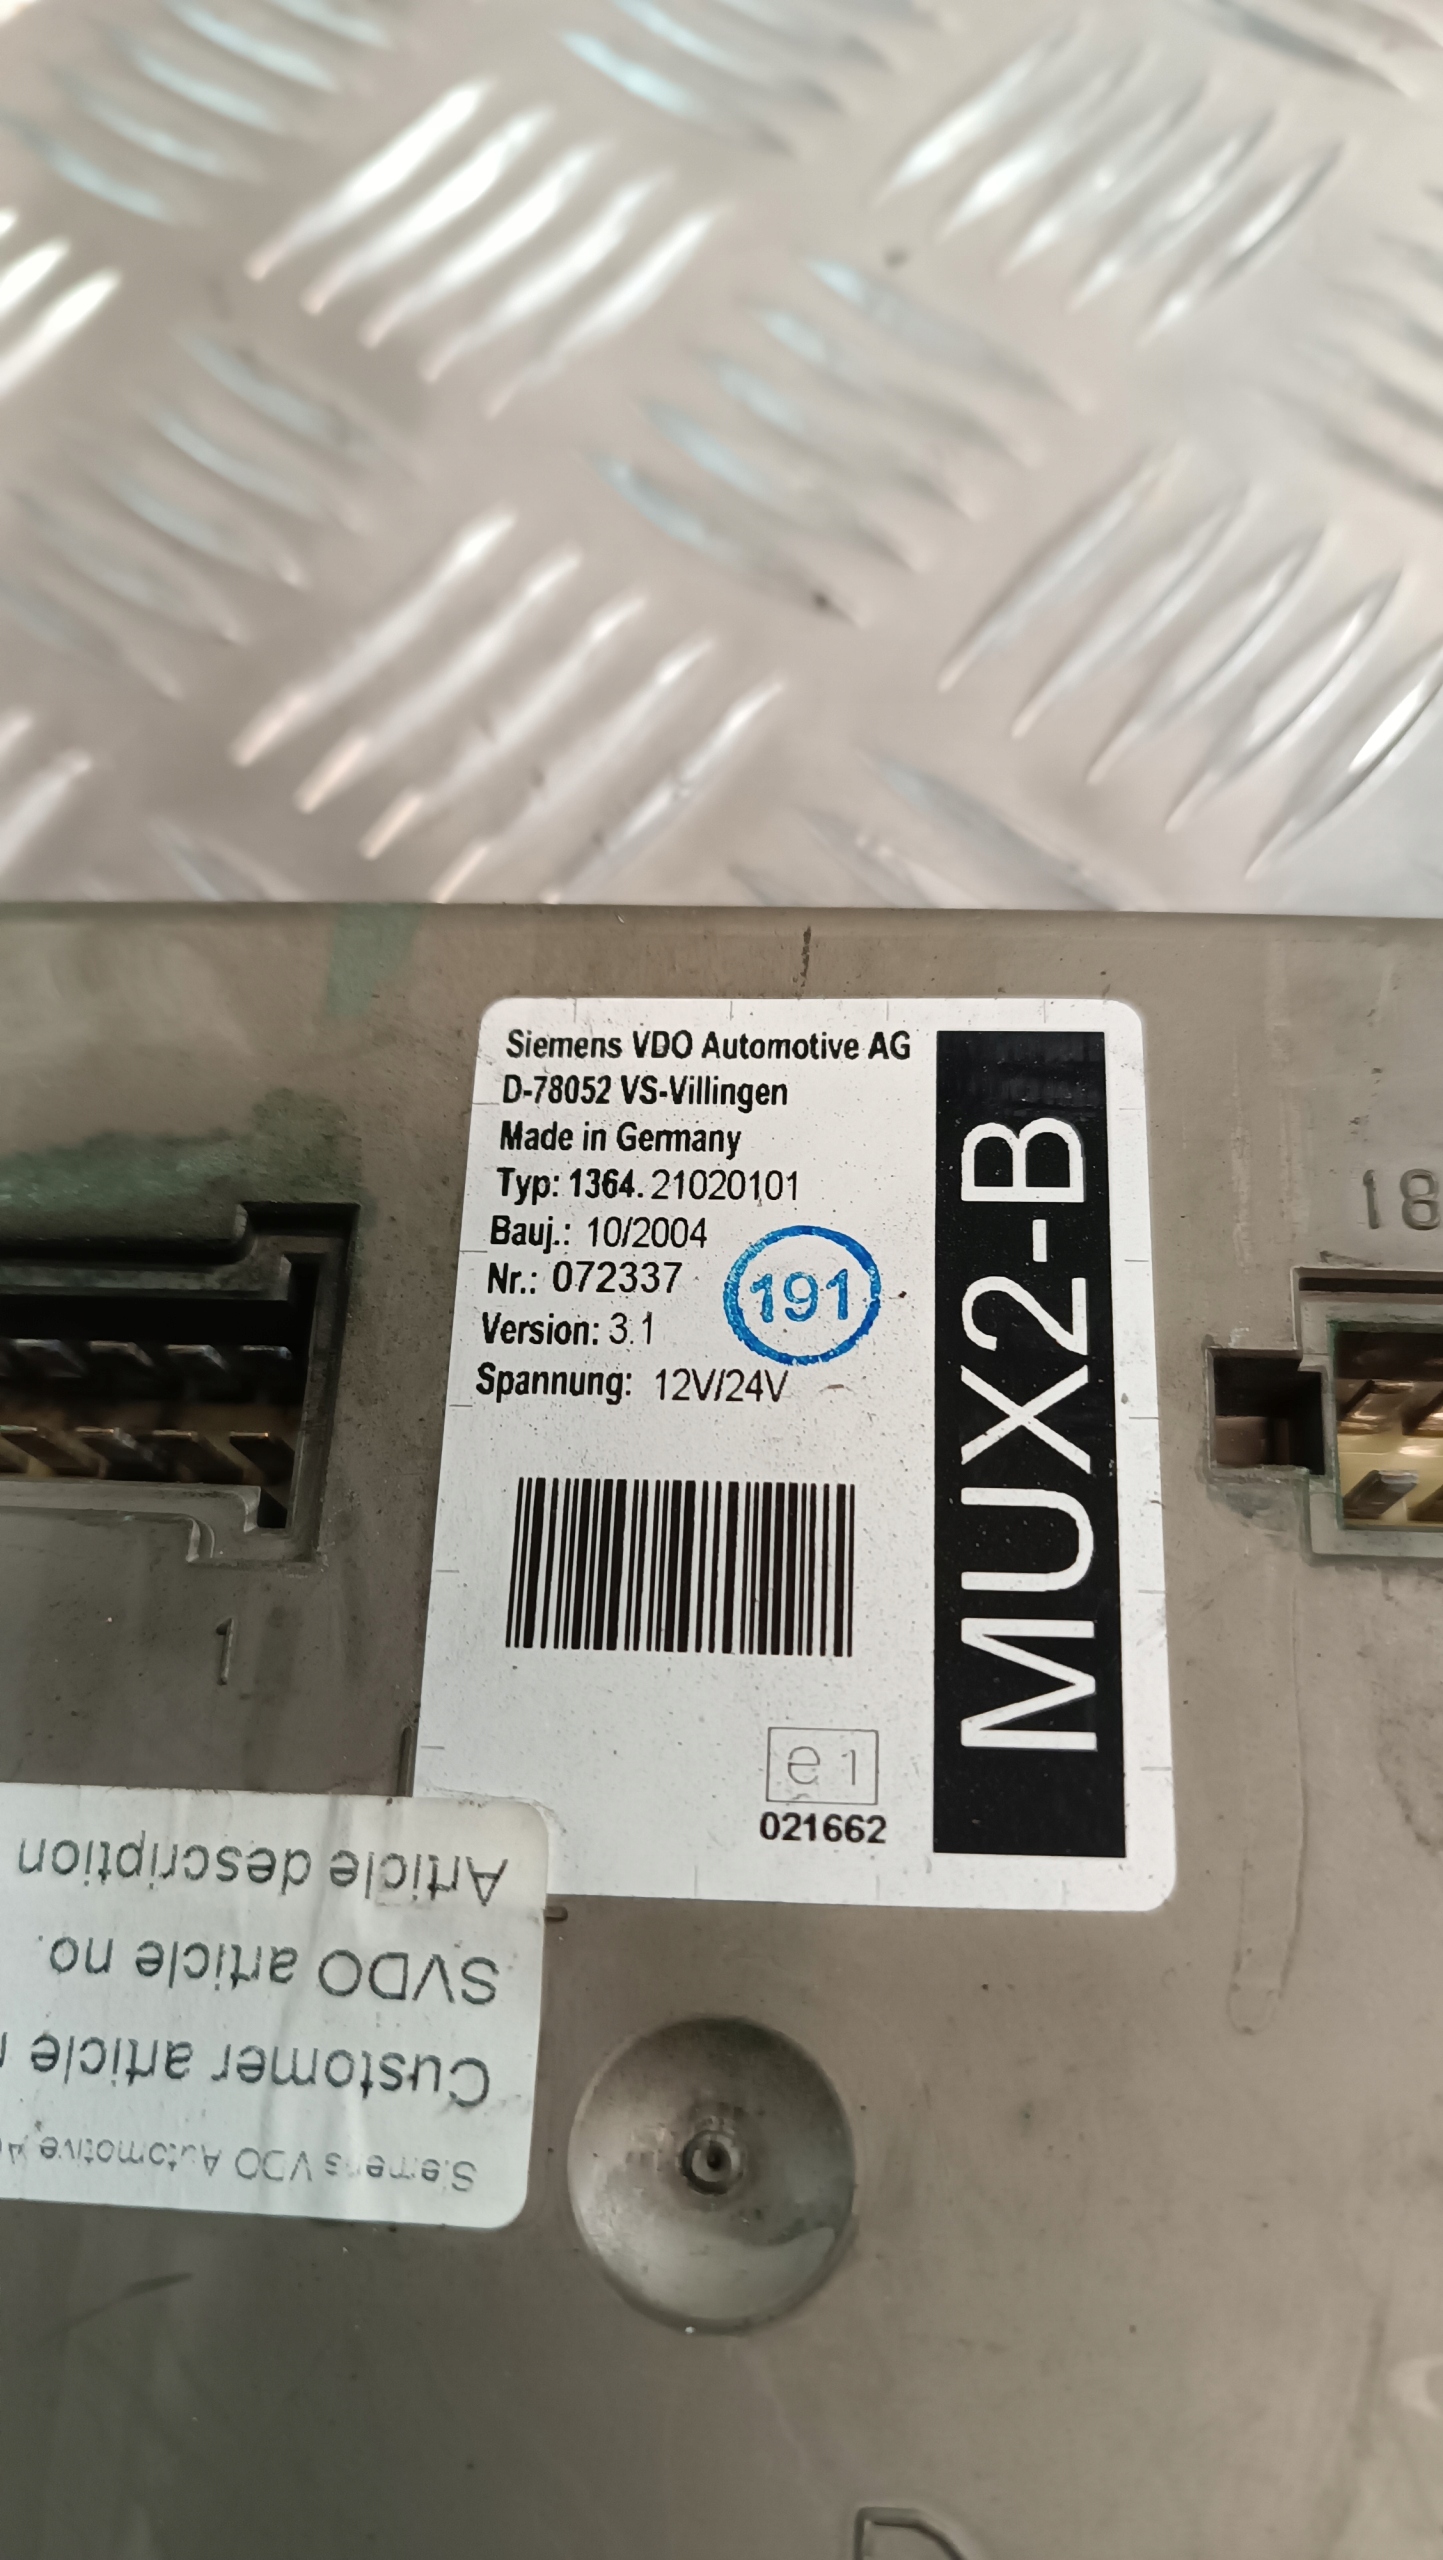 Siemens VDO Automotive AG
D-78052 VS-Villingen
Made in Germany
Typ: 1364.21020101
Bauj.: 10/2004
Nr.: 072337
191
Version: 3.1
Spannung: 12V/24V
MUX2-B
e1
021662
18
1
Siemens VDO Automotive
Customer article
SVDO article no.
Article description
D